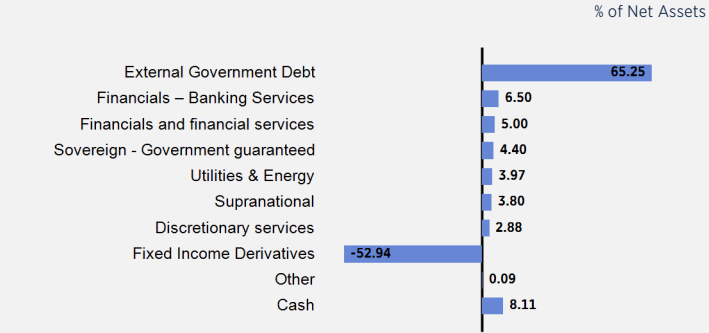 % of Net Assets
External Government Debt 65.25
Financials – Banking Services 6.50
Financials and financial services 5.00
Sovereign - Government guaranteed 4.40
Utilities & Energy 3.97
Supranational 3.80
Discretionary services 2.88
Fixed Income Derivatives -52.94
Other 0.09
Cash 8.11